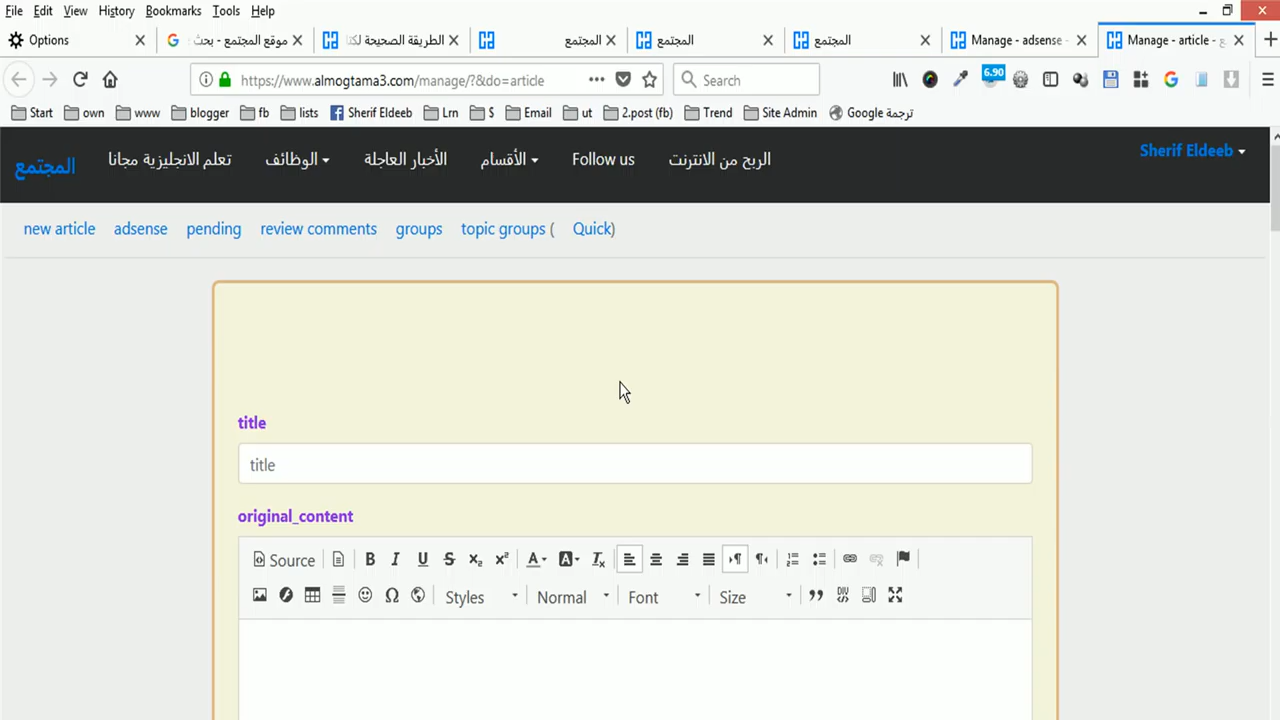 File Edit View History Bookmarks Tools Help
Options موقع المجتمع - بحث الطريقة الصحيحة لكتا المجتمع المجتمع المجتمع Manage - adsense - Manage - article -
https://www.almogtama3.com/manage/?&do=article Search 6.90
Start own www blogger fb lists Sherif Eldeeb Lrn $ Email ut 2.post (fb) Trend Site Admin ترجمة Google
المجتمع تعلم الانجليزية مجانا الوظائف الأخبار العاجلة الأقسام Follow us الربح من الانترنت Sherif Eldeeb
new article adsense pending review comments groups topic groups ( Quick)
title
title
original_content
Source
Styles Normal Font Size